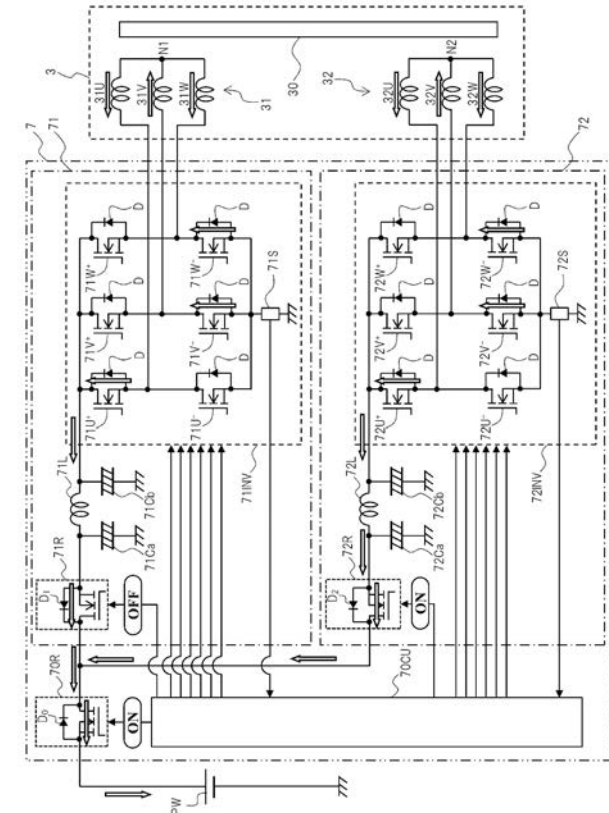 3
31U
31V
31W
N1
31
30
32
32U
32V
32W
N2
7
71
D
71W⁺
D
71W⁻
D
71V⁺
D
71V⁻
D
71U⁺
D
71U⁻
71S
71L
71Cb
71Ca
71INV
71R
D₁
OFF
72
D
72W⁺
D
72W⁻
D
72V⁺
D
72V⁻
D
72U⁺
D
72U⁻
72S
72L
72Cb
72Ca
72INV
72R
D₂
ON
70R
D₀
ON
70CU
PW